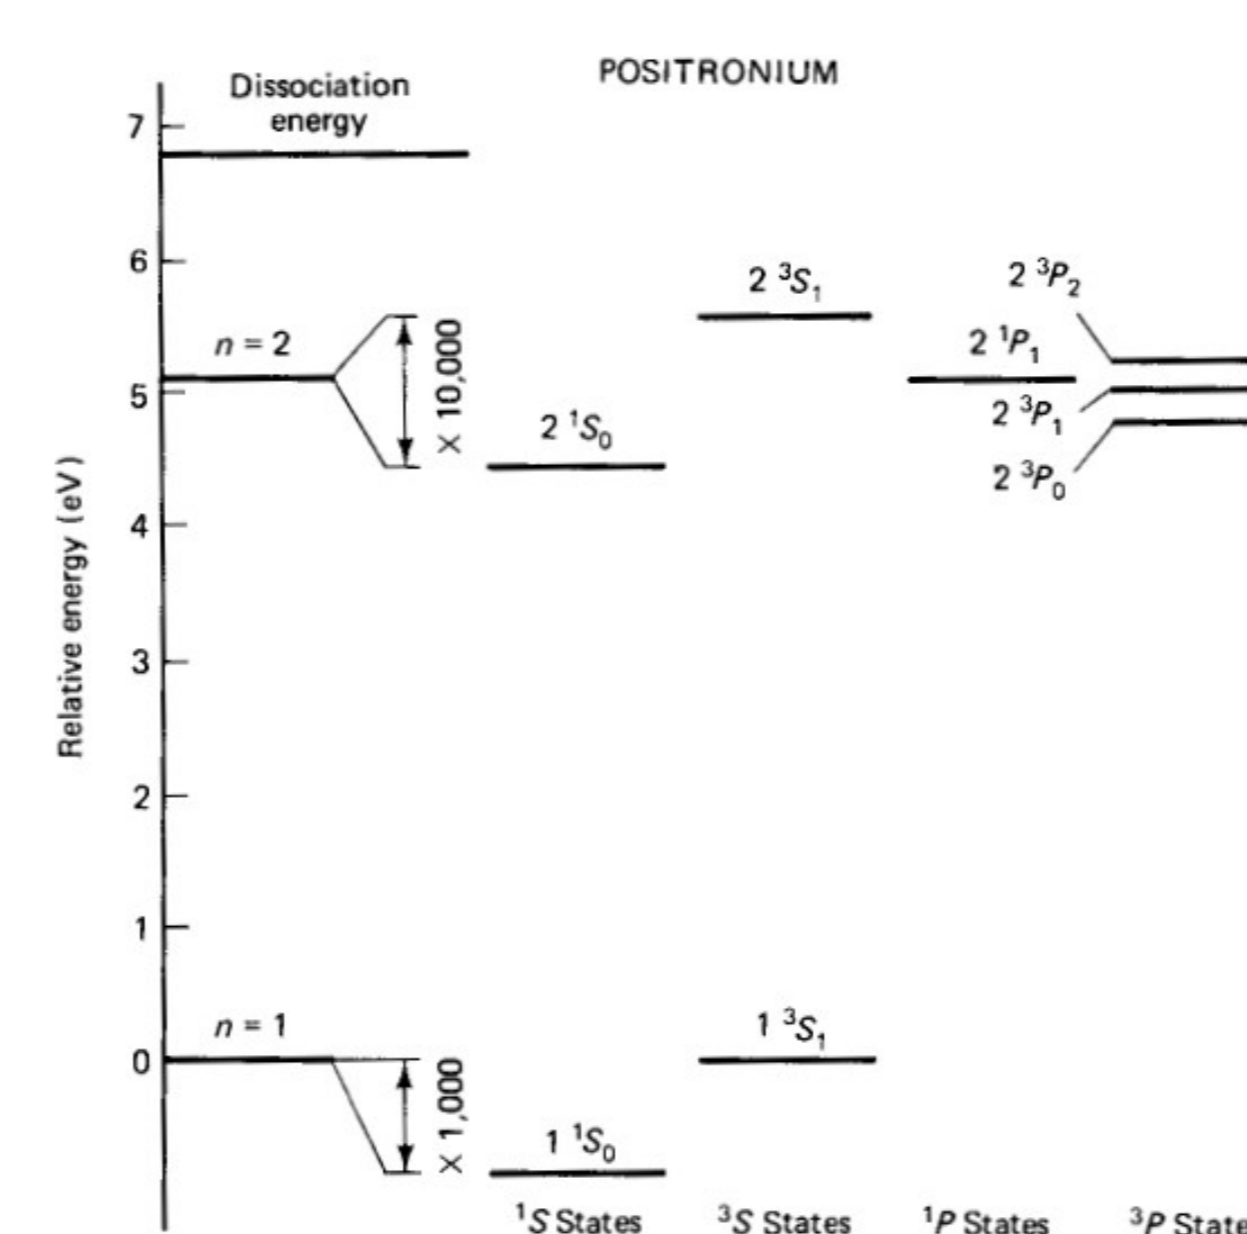 POSITRONIUM
Dissociation
energy
7
6
5
4
3
2
1
0
Relative energy (eV)
n = 2
× 10,000
2 ¹S₀
2 ³S₁
2 ¹P₁
2 ³P₂
2 ³P₁
2 ³P₀
n = 1
× 1,000
1 ¹S₀
1 ³S₁
¹S States
³S States
¹P States
³P State